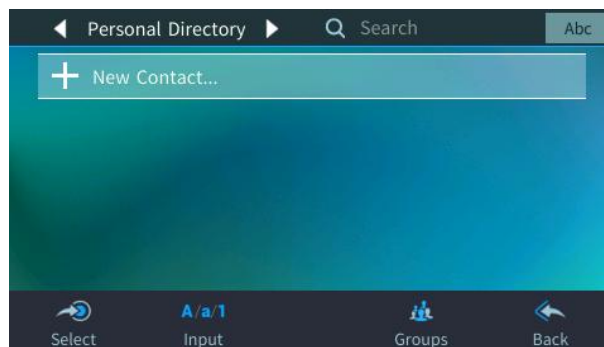 Personal Directory Search Abc
New Contact...
A/a/1
Select Input Groups Back